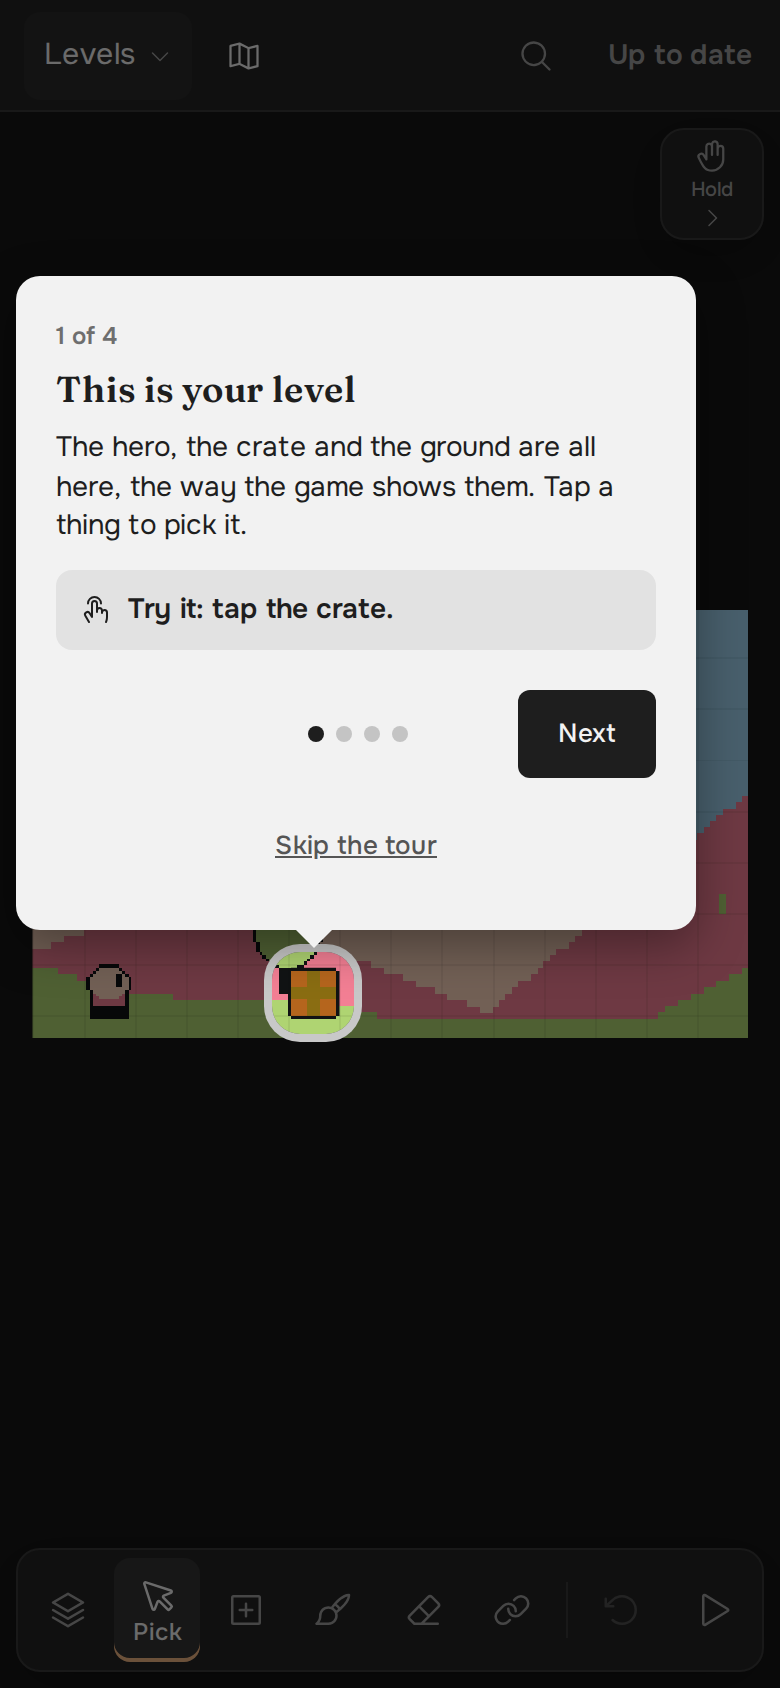 Levels
Up to date
Hold
1 of 4
This is your level
The hero, the crate and the ground are all
here, the way the game shows them. Tap a
thing to pick it.
Try it: tap the crate.
Next
Skip the tour
Pick